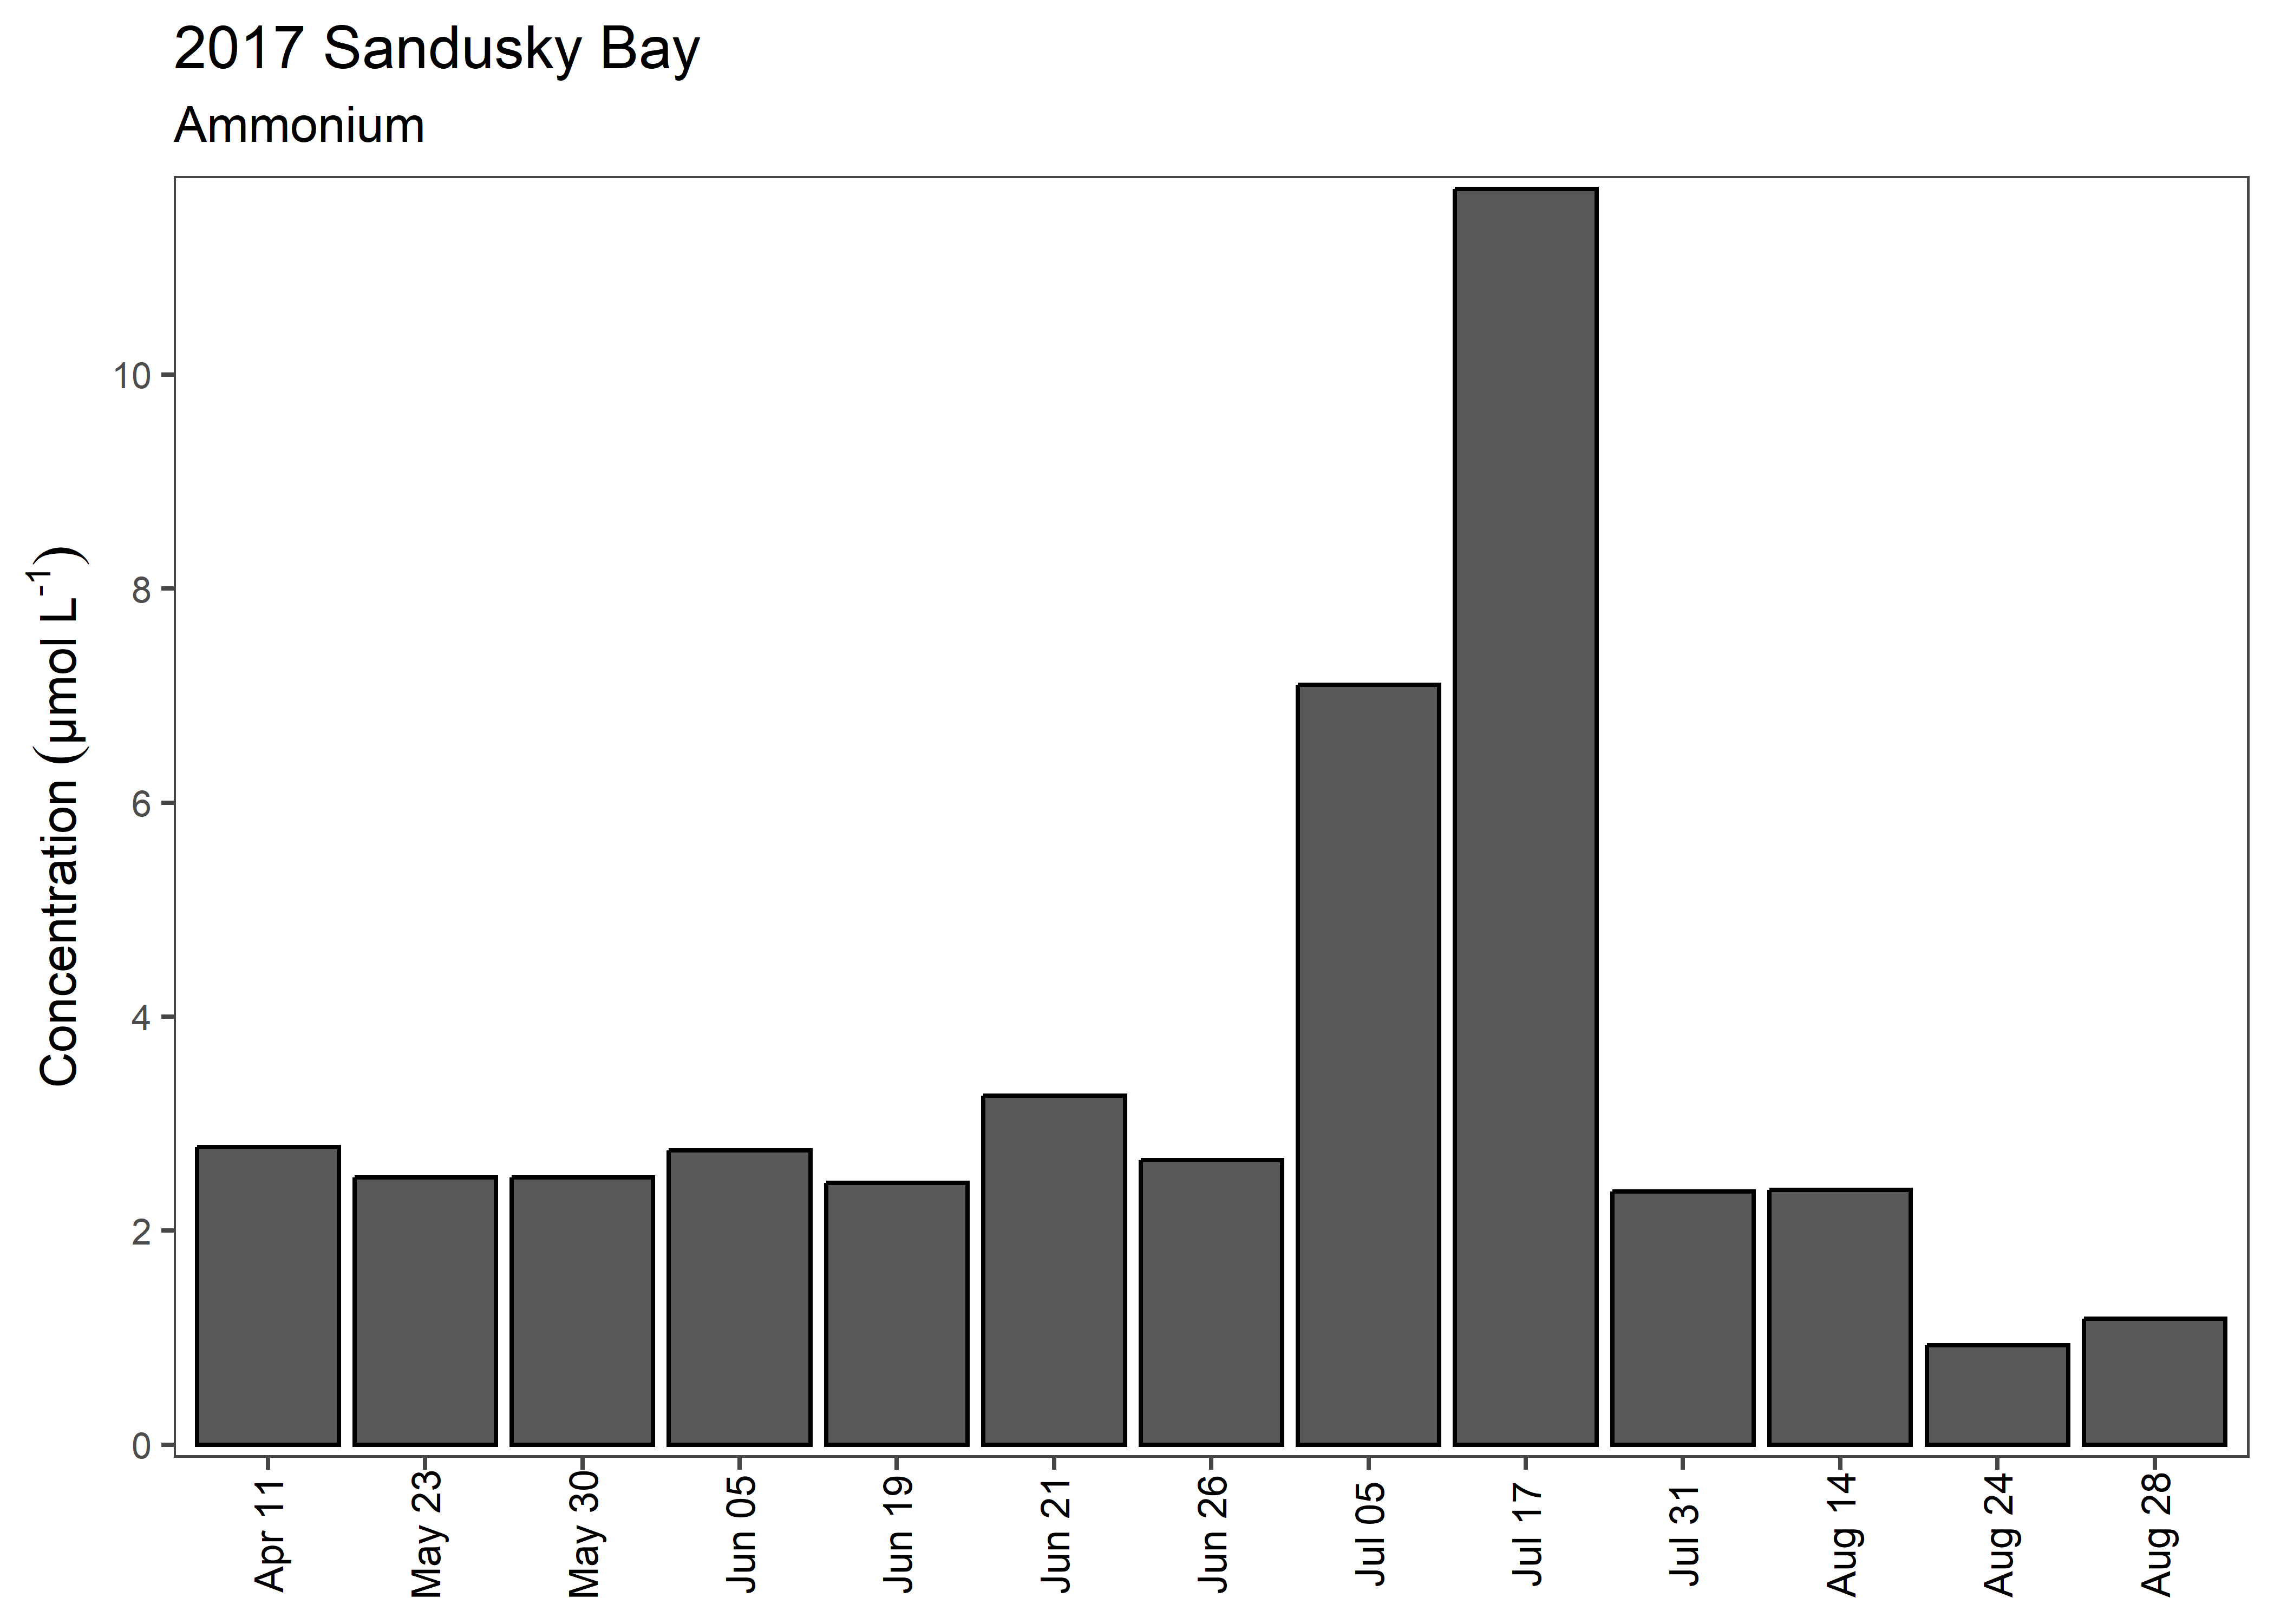 2017 Sandusky Bay
Ammonium
Concentration (µmol L⁻¹)
10
8
6
4
2
0
Apr 11
May 23
May 30
Jun 05
Jun 19
Jun 21
Jun 26
Jul 05
Jul 17
Jul 31
Aug 14
Aug 24
Aug 28